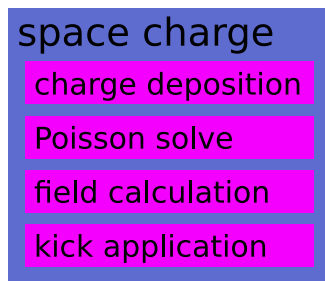 space charge
charge deposition
Poisson solve
field calculation
kick application